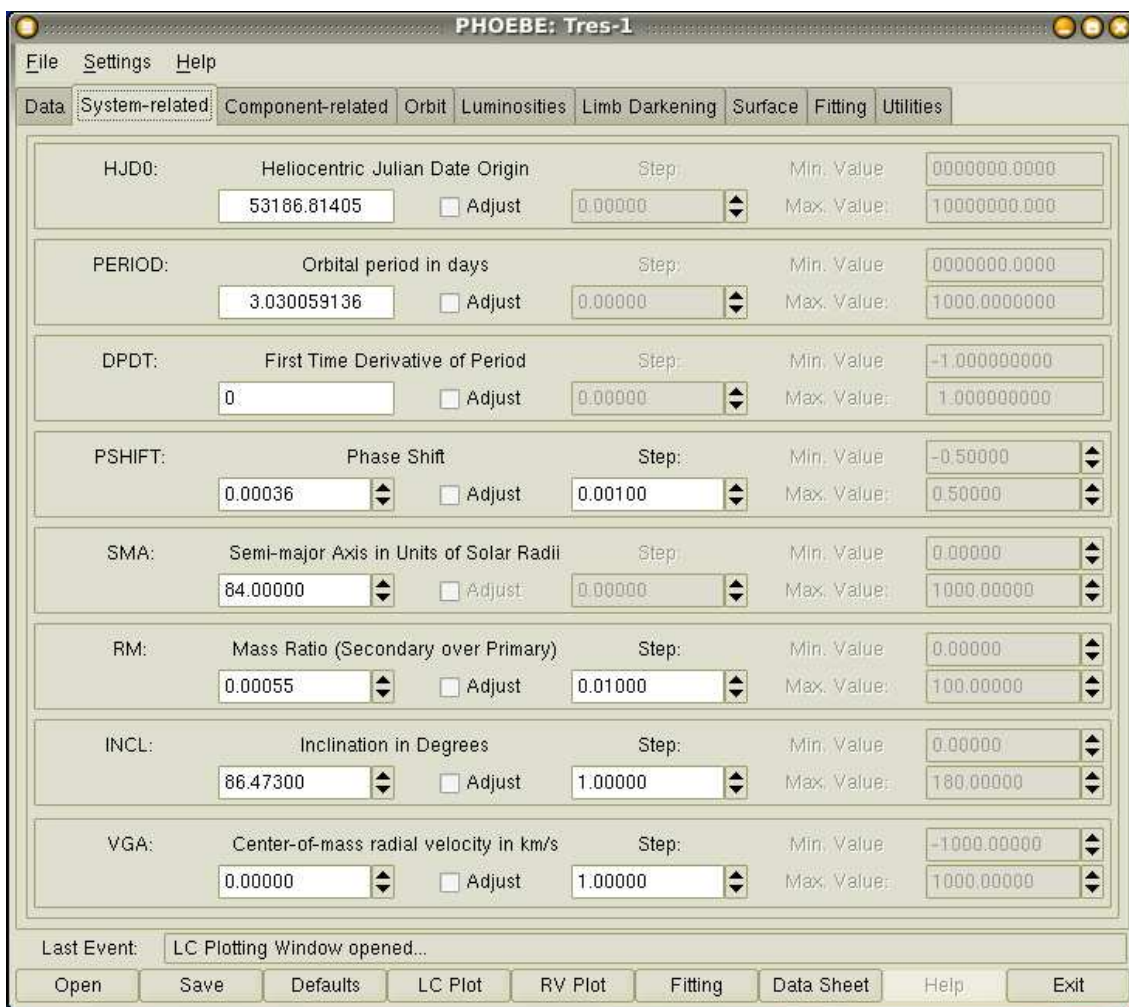 PHOEBE: Tres-1
File Settings Help
Data System-related Component-related Orbit Luminosities Limb Darkening Surface Fitting Utilities
HJD0: Heliocentric Julian Date Origin Step: Min. Value 0000000.0000
53186.81405 Adjust 0.00000 Max. Value: 10000000.000
PERIOD: Orbital period in days Step: Min. Value 0000000.0000
3.030059136 Adjust 0.00000 Max. Value: 1000.0000000
DPDT: First Time Derivative of Period Step: Min. Value -1.000000000
0 Adjust 0.00000 Max. Value: 1.000000000
PSHIFT: Phase Shift Step: Min. Value -0.50000
0.00036 Adjust 0.00100 Max. Value: 0.50000
SMA: Semi-major Axis in Units of Solar Radii Step: Min. Value 0.00000
84.00000 Adjust 0.00000 Max. Value: 1000.00000
RM: Mass Ratio (Secondary over Primary) Step: Min. Value 0.00000
0.00055 Adjust 0.01000 Max. Value: 100.00000
INCL: Inclination in Degrees Step: Min. Value 0.00000
86.47300 Adjust 1.00000 Max. Value: 180.00000
VGA: Center-of-mass radial velocity in km/s Step: Min. Value -1000.00000
0.00000 Adjust 1.00000 Max. Value: 1000.00000
Last Event: LC Plotting Window opened...
Open Save Defaults LC Plot RV Plot Fitting Data Sheet Help Exit